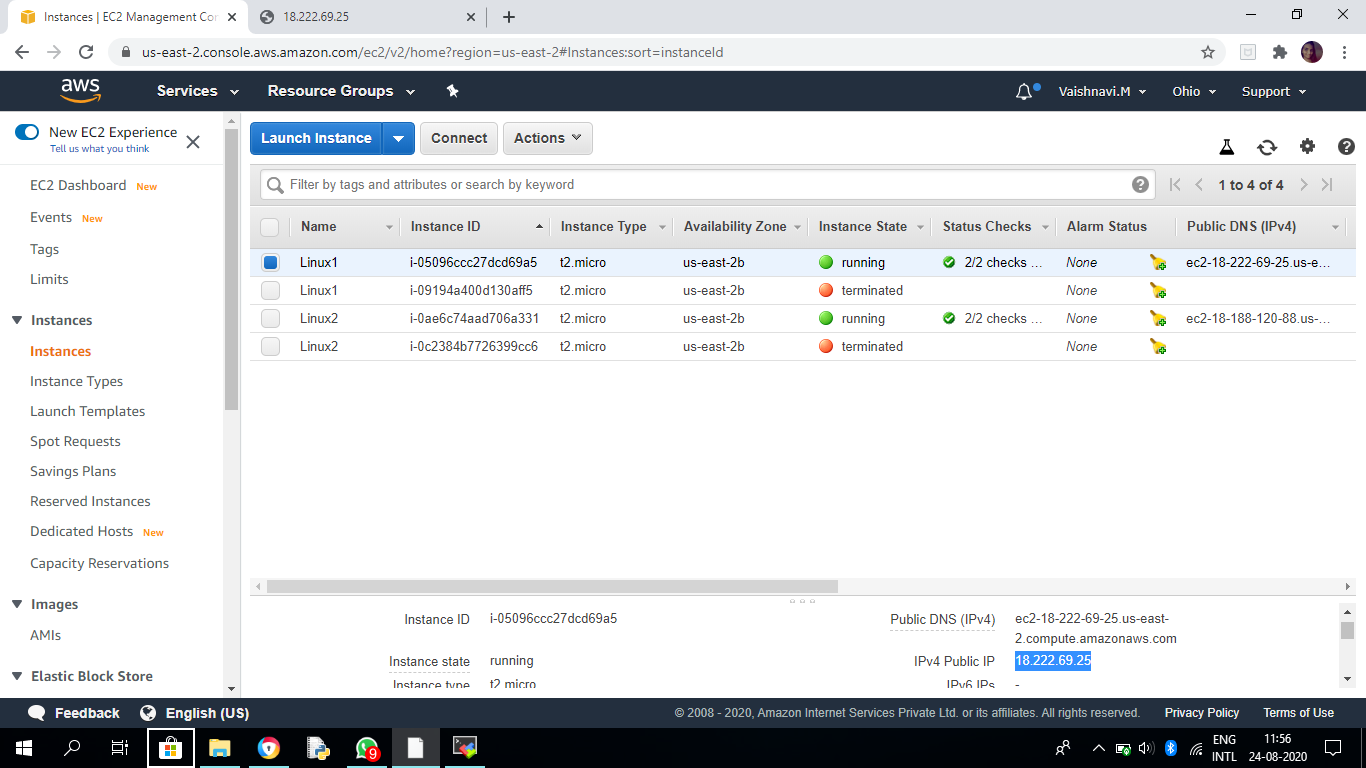 Instances | EC2 Management Con
18.222.69.25
us-east-2.console.aws.amazon.com/ec2/v2/home?region=us-east-2#Instances:sort=instanceId
aws
Services
Resource Groups
Vaishnavi.M
Ohio
Support
New EC2 Experience
Tell us what you think
EC2 Dashboard New
Events New
Tags
Limits
Instances
Instances
Instance Types
Launch Templates
Spot Requests
Savings Plans
Reserved Instances
Dedicated Hosts New
Capacity Reservations
Images
AMIs
Elastic Block Store
Launch Instance
Connect
Actions
Filter by tags and attributes or search by keyword
1 to 4 of 4
Name Instance ID Instance Type Availability Zone Instance State Status Checks Alarm Status Public DNS (IPv4)
Linux1 i-05096ccc27dcd69a5 t2.micro us-east-2b running 2/2 checks ... None ec2-18-222-69-25.us-e...
Linux1 i-09194a400d130aff5 t2.micro us-east-2b terminated None
Linux2 i-0ae6c74aad706a331 t2.micro us-east-2b running 2/2 checks ... None ec2-18-188-120-88.us-...
Linux2 i-0c2384b7726399cc6 t2.micro us-east-2b terminated None
Instance ID i-05096ccc27dcd69a5
Public DNS (IPv4) ec2-18-222-69-25.us-east-
2.compute.amazonaws.com
Instance state running
IPv4 Public IP 18.222.69.25
Instance type t2.micro
IPv6 IPs -
Feedback
English (US)
© 2008 - 2020, Amazon Internet Services Private Ltd. or its affiliates. All rights reserved.
Privacy Policy
Terms of Use
9
ENG
INTL
11:56
24-08-2020